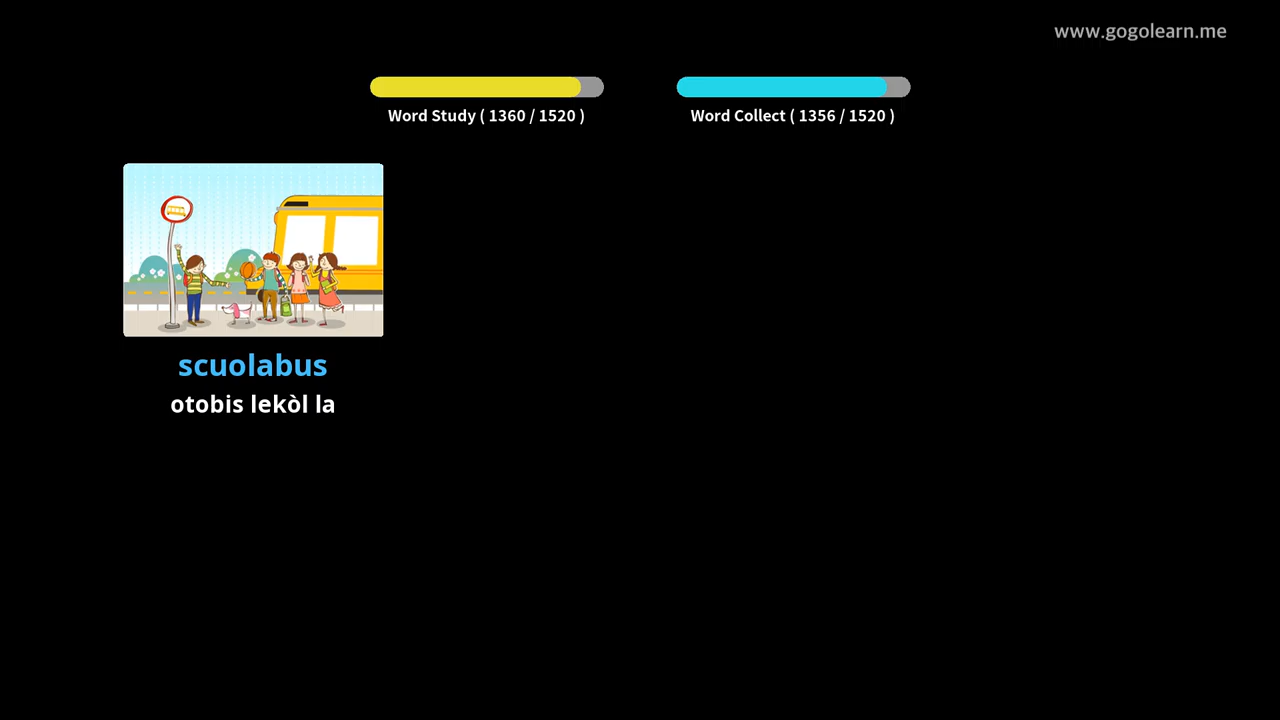 www.gogolearn.me
Word Study ( 1360 / 1520 )
Word Collect ( 1356 / 1520 )
scuolabus
otobis lekòl la